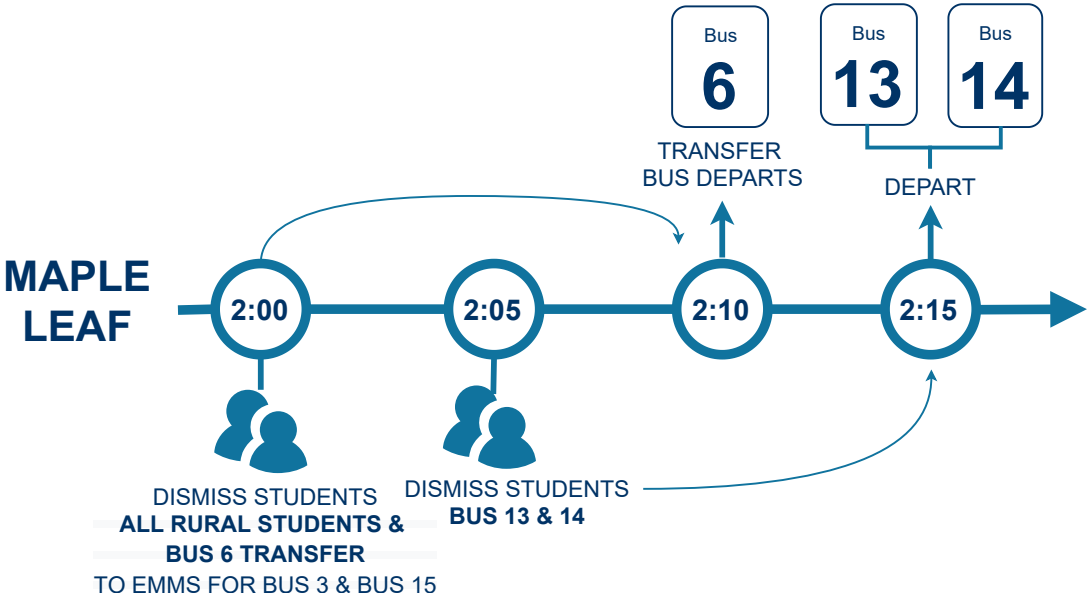 Bus
6
Bus
13
Bus
14
TRANSFER
BUS DEPARTS
DEPART
MAPLE
LEAF
2:00
2:05
2:10
2:15
DISMISS STUDENTS
ALL RURAL STUDENTS &
BUS 6 TRANSFER
TO EMMS FOR BUS 3 & BUS 15
DISMISS STUDENTS
BUS 13 & 14